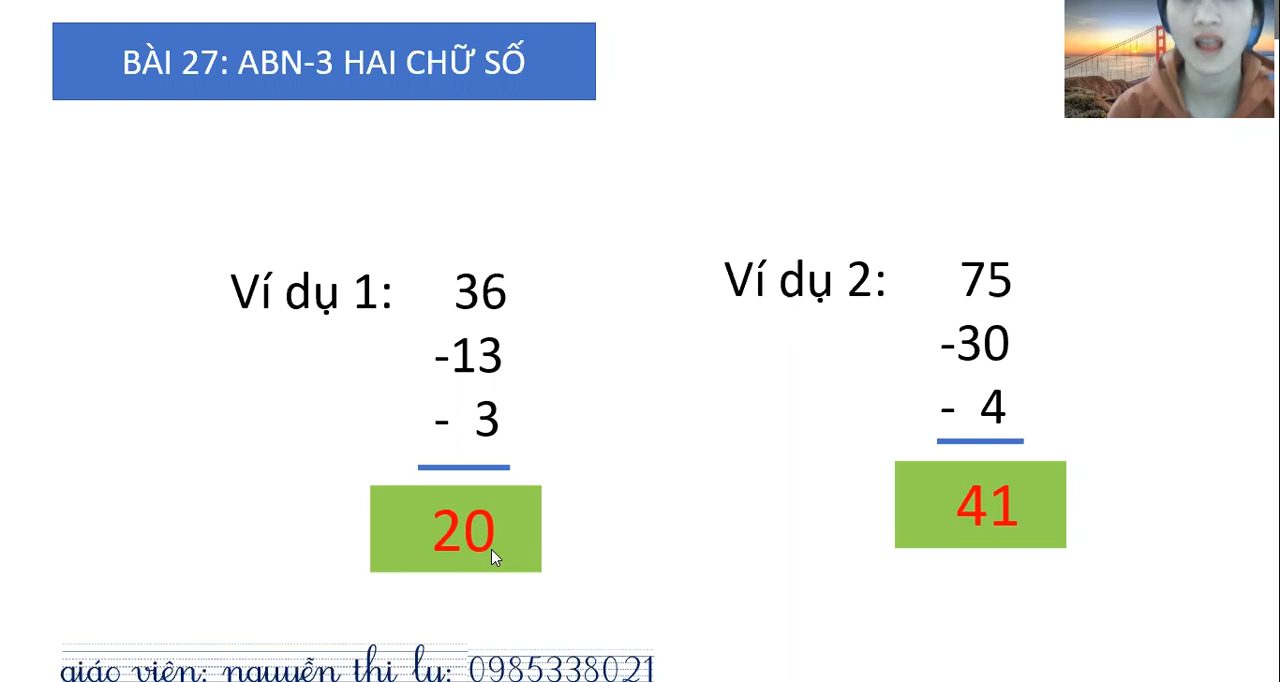 BÀI 27: ABN-3 HAI CHỮ SỐ
Ví dụ 1: 36
-13
- 3
20
Ví dụ 2: 75
-30
- 4
41
giáo viên: nguyễn thị lụ: 0985338021